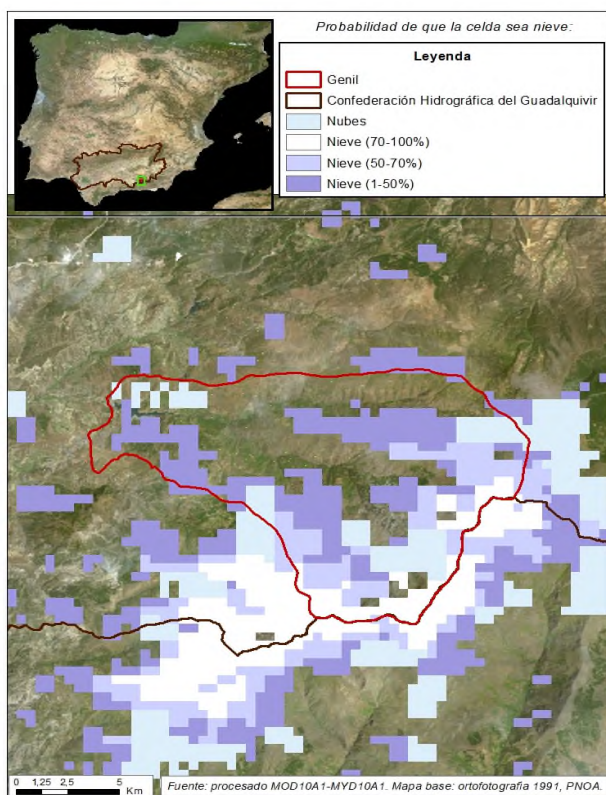 Probabilidad de que la celda sea nieve:
Leyenda
Genil
Confederación Hidrográfica del Guadalquivir
Nubes
Nieve (70-100%)
Nieve (50-70%)
Nieve (1-50%)
0 1,25 2,5 5
Km
Fuente: procesado MOD10A1-MYD10A1. Mapa base: ortofotografia 1991, PNOA.